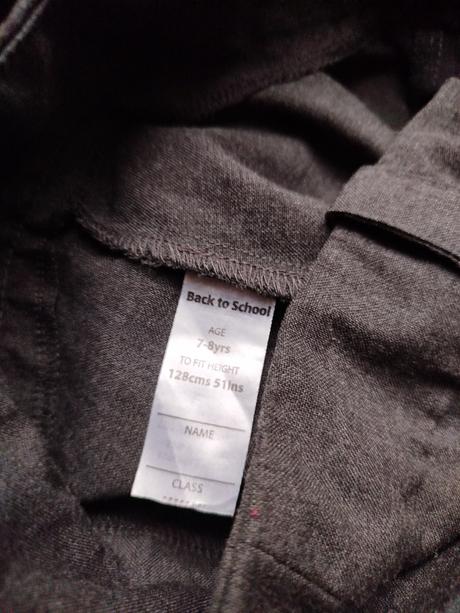 Back to School
AGE
7-8yrs
TO FIT HEIGHT
128cms 51Ins
NAME
CLASS